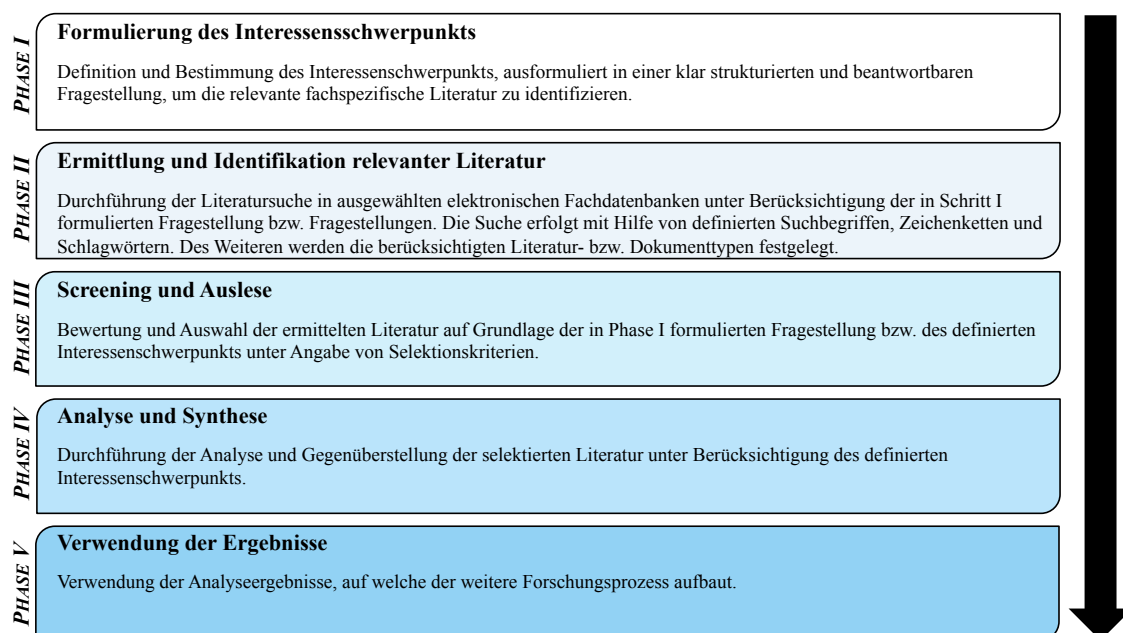 PHASE I
Formulierung des Interessensschwerpunkts
Definition und Bestimmung des Interessenschwerpunkts, ausformuliert in einer klar strukturierten und beantwortbaren
Fragestellung, um die relevante fachspezifische Literatur zu identifizieren.
PHASE II
Ermittlung und Identifikation relevanter Literatur
Durchführung der Literatursuche in ausgewählten elektronischen Fachdatenbanken unter Berücksichtigung der in Schritt I
formulierten Fragestellung bzw. Fragestellungen. Die Suche erfolgt mit Hilfe von definierten Suchbegriffen, Zeichenketten und
Schlagwörtern. Des Weiteren werden die berücksichtigten Literatur- bzw. Dokumenttypen festgelegt.
PHASE III
Screening und Auslese
Bewertung und Auswahl der ermittelten Literatur auf Grundlage der in Phase I formulierten Fragestellung bzw. des definierten
Interessenschwerpunkts unter Angabe von Selektionskriterien.
PHASE IV
Analyse und Synthese
Durchführung der Analyse und Gegenüberstellung der selektierten Literatur unter Berücksichtigung des definierten
Interessenschwerpunkts.
PHASE V
Verwendung der Ergebnisse
Verwendung der Analyseergebnisse, auf welche der weitere Forschungsprozess aufbaut.